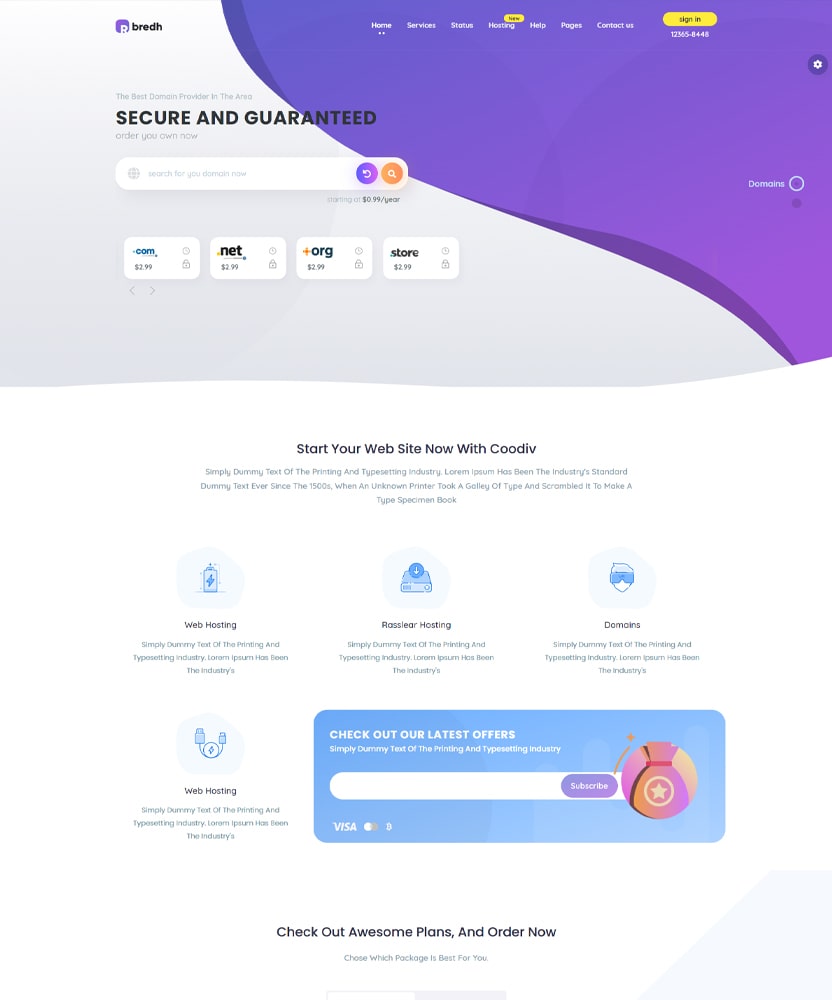 bredh
Home Services Status Hosting New Help Pages Contact us
sign in
12365-8448
The Best Domain Provider In The Area
SECURE AND GUARANTEED
order you own now
search for you domain now
starting at $0.99/year
Domains
.com
$2.99
.net
$2.99
.org
$2.99
.store
$2.99
Start Your Web Site Now With Coodiv
Simply Dummy Text Of The Printing And Typesetting Industry. Lorem Ipsum Has Been The Industry's Standard
Dummy Text Ever Since The 1500s, When An Unknown Printer Took A Galley Of Type And Scrambled It To Make A
Type Specimen Book
Web Hosting
Simply Dummy Text Of The Printing And
Typesetting Industry. Lorem Ipsum Has Been
The Industry's
Rasslear Hosting
Simply Dummy Text Of The Printing And
Typesetting Industry. Lorem Ipsum Has Been
The Industry's
Domains
Simply Dummy Text Of The Printing And
Typesetting Industry. Lorem Ipsum Has Been
The Industry's
Web Hosting
Simply Dummy Text Of The Printing And
Typesetting Industry. Lorem Ipsum Has Been
The Industry's
CHECK OUT OUR LATEST OFFERS
Simply Dummy Text Of The Printing And Typesetting Industry
Subscribe
VISA
Check Out Awesome Plans, And Order Now
Chose Which Package Is Best For You.